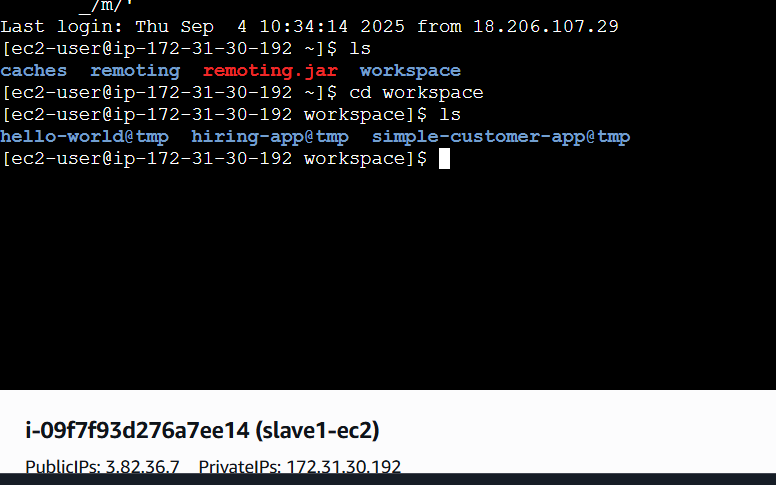 _/m/'
Last login: Thu Sep  4 10:34:14 2025 from 18.206.107.29
[ec2-user@ip-172-31-30-192 ~]$ ls
caches  remoting  remoting.jar  workspace
[ec2-user@ip-172-31-30-192 ~]$ cd workspace
[ec2-user@ip-172-31-30-192 workspace]$ ls
hello-world@tmp  hiring-app@tmp  simple-customer-app@tmp
[ec2-user@ip-172-31-30-192 workspace]$
i-09f7f93d276a7ee14 (slave1-ec2)
PublicIPs: 3.82.36.7 PrivateIPs: 172.31.30.192